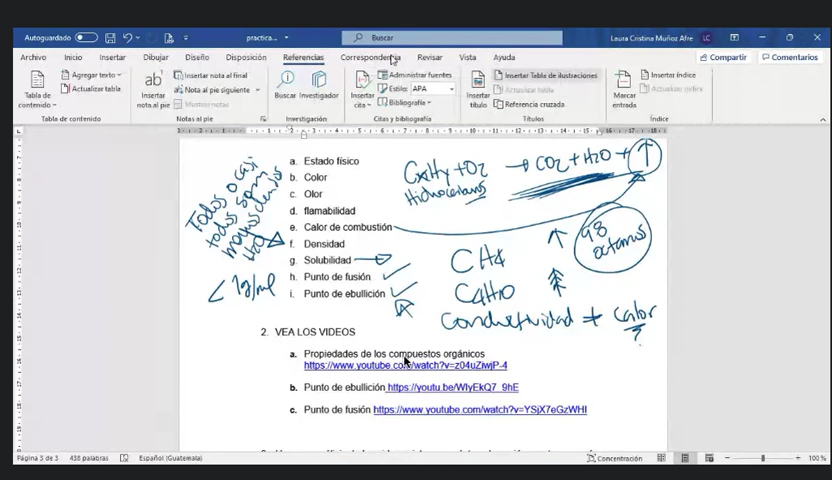 Autoguardado
practica...
Buscar
Laura Cristina Muñoz Afre
LC
Archivo Inicio Insertar Dibujar Diseño Disposición Referencias Correspondencia Revisar Vista Ayuda
Compartir
Comentarios
Tabla de contenido
Agregar texto
Actualizar tabla
Tabla de contenido
ab
Insertar nota al pie
Insertar nota al final
Nota al pie siguiente
Notas al pie
Buscar
Investigador
Investigación
Insertar cita
Administrar fuentes
Estilo: APA
Bibliografía
Citas y bibliografía
Insertar título
Insertar Tabla de ilustraciones
Actualizar tabla
Referencia cruzada
Títulos
Marcar entrada
Insertar índice
Actualizar índice
Índice
a. Estado físico
b. Color
c. Olor
d. flamabilidad
e. Calor de combustión
f. Densidad
g. Solubilidad
h. Punto de fusión
i. Punto de ebullición
Todos o casi
todos son
menos densos
H2O
< 1g/ml
CxHy + O2 → CO2 + H2O + ↑
Hidrocarburos
98
octanos
CH4 ↑
C4H10
Conductividad ≠ calor
?
2. VEA LOS VIDEOS
a. Propiedades de los compuestos orgánicos
https://www.youtube.com/watch?v=z04uZiwjP-4
b. Punto de ebullición https://youtu.be/WIyEkQ7_9hE
c. Punto de fusión https://www.youtube.com/watch?v=YSjX7eGzWHI
Página 3 de 3
438 palabras
Español (Guatemala)
Concentración
100%